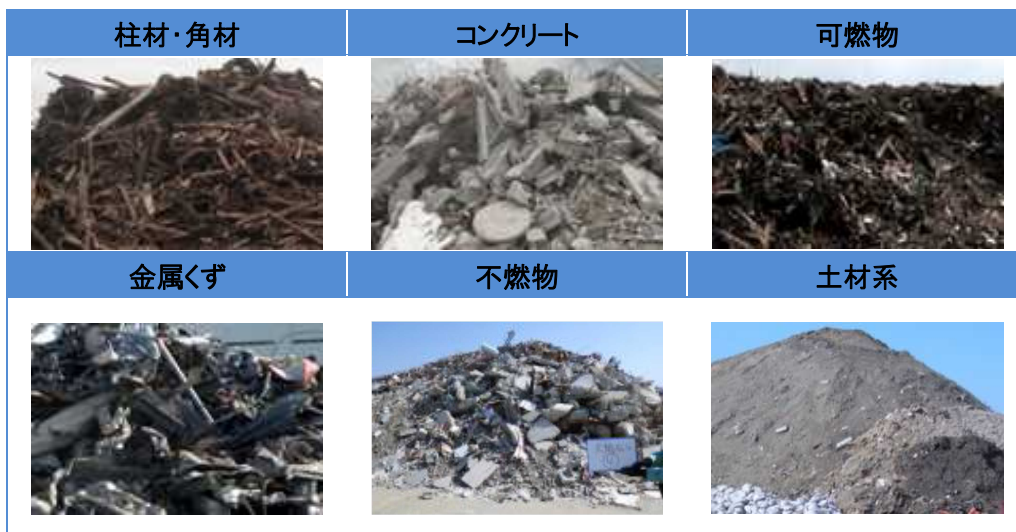 柱材・角材
コンクリート
可燃物
金属くず
不燃物
土材系